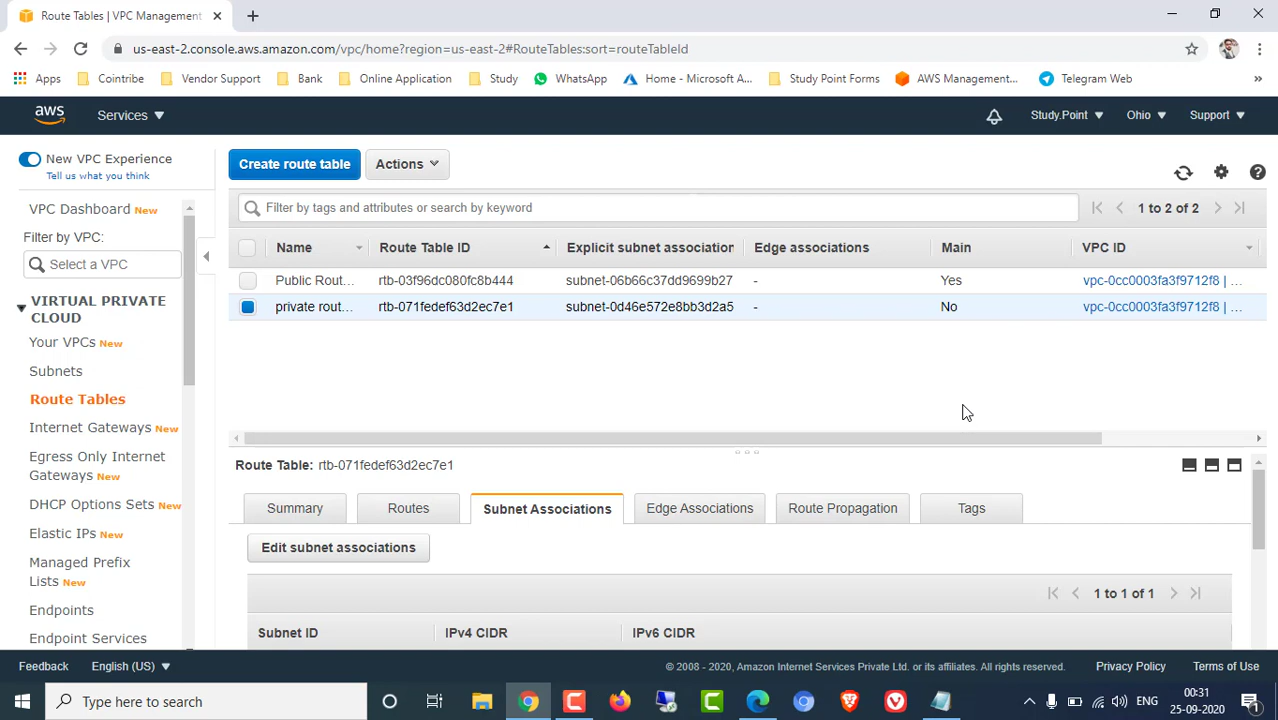 Route Tables | VPC Management
us-east-2.console.aws.amazon.com/vpc/home?region=us-east-2#RouteTables:sort=routeTableId
Apps
Cointribe
Vendor Support
Bank
Online Application
Study
WhatsApp
Home - Microsoft A...
Study Point Forms
AWS Management...
Telegram Web
»
aws
Services
Study.Point
Ohio
Support
New VPC Experience
Tell us what you think
VPC Dashboard New
Filter by VPC:
Select a VPC
VIRTUAL PRIVATE
CLOUD
Your VPCs New
Subnets
Route Tables
Internet Gateways New
Egress Only Internet
Gateways New
DHCP Options Sets New
Elastic IPs New
Managed Prefix
Lists New
Endpoints
Endpoint Services
Create route table
Actions
Filter by tags and attributes or search by keyword
1 to 2 of 2
Name Route Table ID Explicit subnet association Edge associations Main VPC ID
Public Rout... rtb-03f96dc080fc8b444 subnet-06b66c37dd9699b27 - Yes vpc-0cc0003fa3f9712f8 | ...
private rout... rtb-071fedef63d2ec7e1 subnet-0d46e572e8bb3d2a5 - No vpc-0cc0003fa3f9712f8 | ...
Route Table: rtb-071fedef63d2ec7e1
Summary
Routes
Subnet Associations
Edge Associations
Route Propagation
Tags
Edit subnet associations
1 to 1 of 1
Subnet ID IPv4 CIDR IPv6 CIDR
Feedback
English (US)
© 2008 - 2020, Amazon Internet Services Private Ltd. or its affiliates. All rights reserved.
Privacy Policy
Terms of Use
Type here to search
ENG
00:31
25-09-2020
1